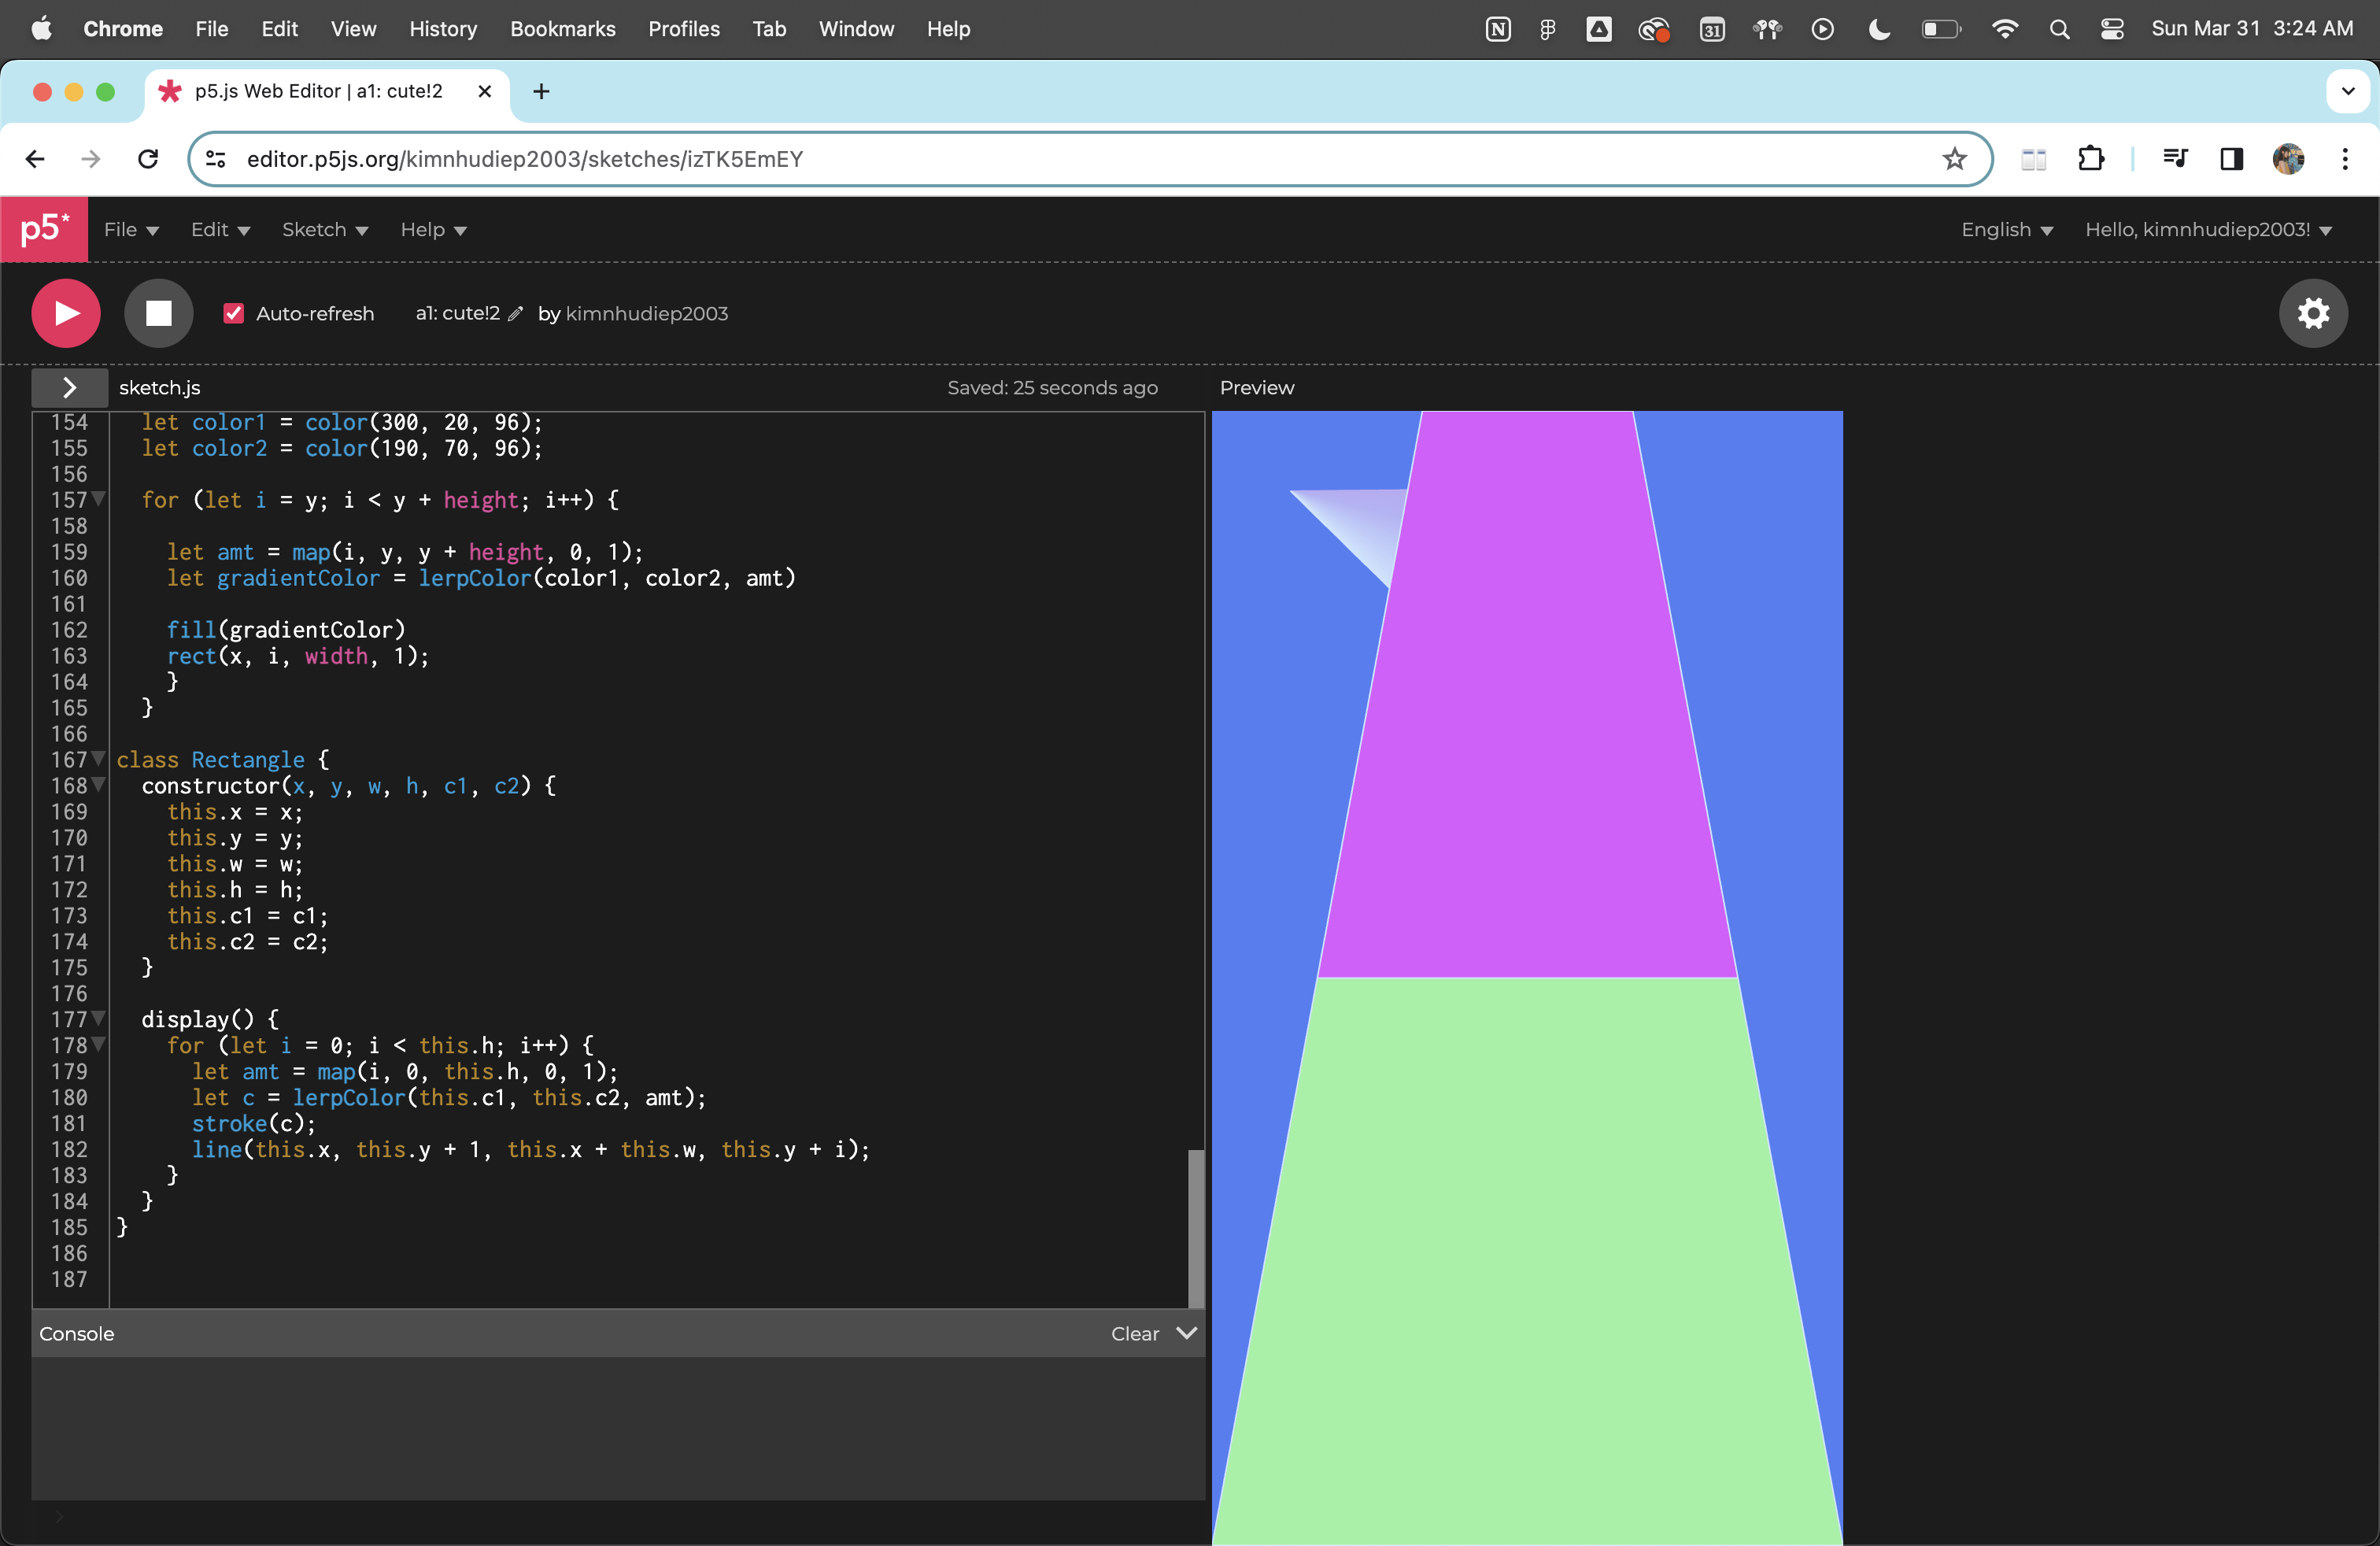 Chrome File Edit View History Bookmarks Profiles Tab Window Help 31 Sun Mar 31 3:24 AM
p5.js Web Editor | a1: cute!2
editor.p5js.org/kimnhudiep2003/sketches/izTK5EmEY
p5* File Edit Sketch Help English Hello, kimnhudiep2003!
Auto-refresh a1: cute!2 by kimnhudiep2003
sketch.js Saved: 25 seconds ago Preview
154 let color1 = color(300, 20, 96);
155 let color2 = color(190, 70, 96);
156
157 for (let i = y; i < y + height; i++) {
158
159 let amt = map(i, y, y + height, 0, 1);
160 let gradientColor = lerpColor(color1, color2, amt)
161
162 fill(gradientColor)
163 rect(x, i, width, 1);
164 }
165 }
166
167 class Rectangle {
168 constructor(x, y, w, h, c1, c2) {
169 this.x = x;
170 this.y = y;
171 this.w = w;
172 this.h = h;
173 this.c1 = c1;
174 this.c2 = c2;
175 }
176
177 display() {
178 for (let i = 0; i < this.h; i++) {
179 let amt = map(i, 0, this.h, 0, 1);
180 let c = lerpColor(this.c1, this.c2, amt);
181 stroke(c);
182 line(this.x, this.y + 1, this.x + this.w, this.y + i);
183 }
184 }
185 }
186
187
Console Clear